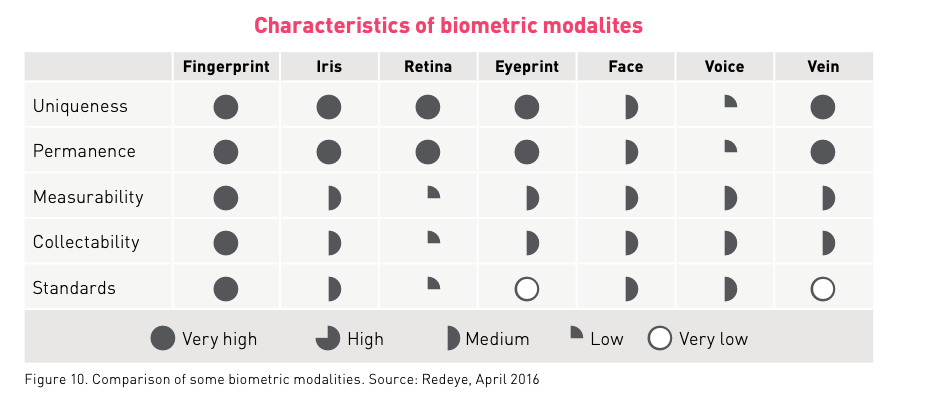 Characteristics of biometric modalites
Fingerprint Iris Retina Eyeprint Face Voice Vein
Uniqueness
Permanence
Measurability
Collectability
Standards
Very high High Medium Low Very low
Figure 10. Comparison of some biometric modalities. Source: Redeye, April 2016